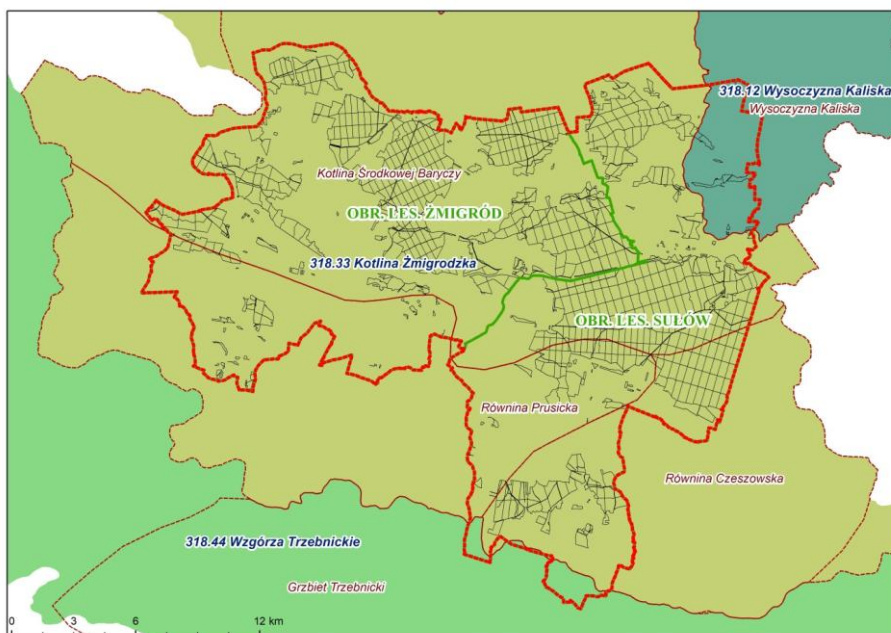 318.12 Wysoczyzna Kaliska
Wysoczyzna Kaliska
Kotlina Środkowej Baryczy
OBR. LES. ŻMIGRÓD
318.33 Kotlina Żmigrodzka
OBR. LES. SUŁÓW
Równina Prusicka
Równina Czeszowska
318.44 Wzgórza Trzebnickie
Grzbiet Trzebnicki
0 3 6 12 km